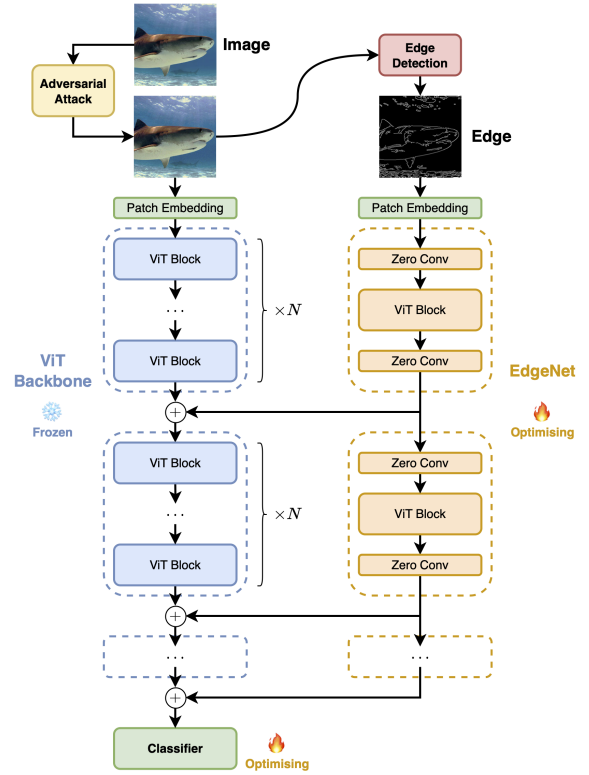 Image
Edge
Detection
Adversarial
Attack
Edge
Patch Embedding
Patch Embedding
ViT Block
Zero Conv
...
×N
ViT Block
ViT Block
Zero Conv
ViT
Backbone
EdgeNet
Frozen
Optimising
+
ViT Block
Zero Conv
...
×N
ViT Block
ViT Block
Zero Conv
+
...
...
+
Classifier
Optimising